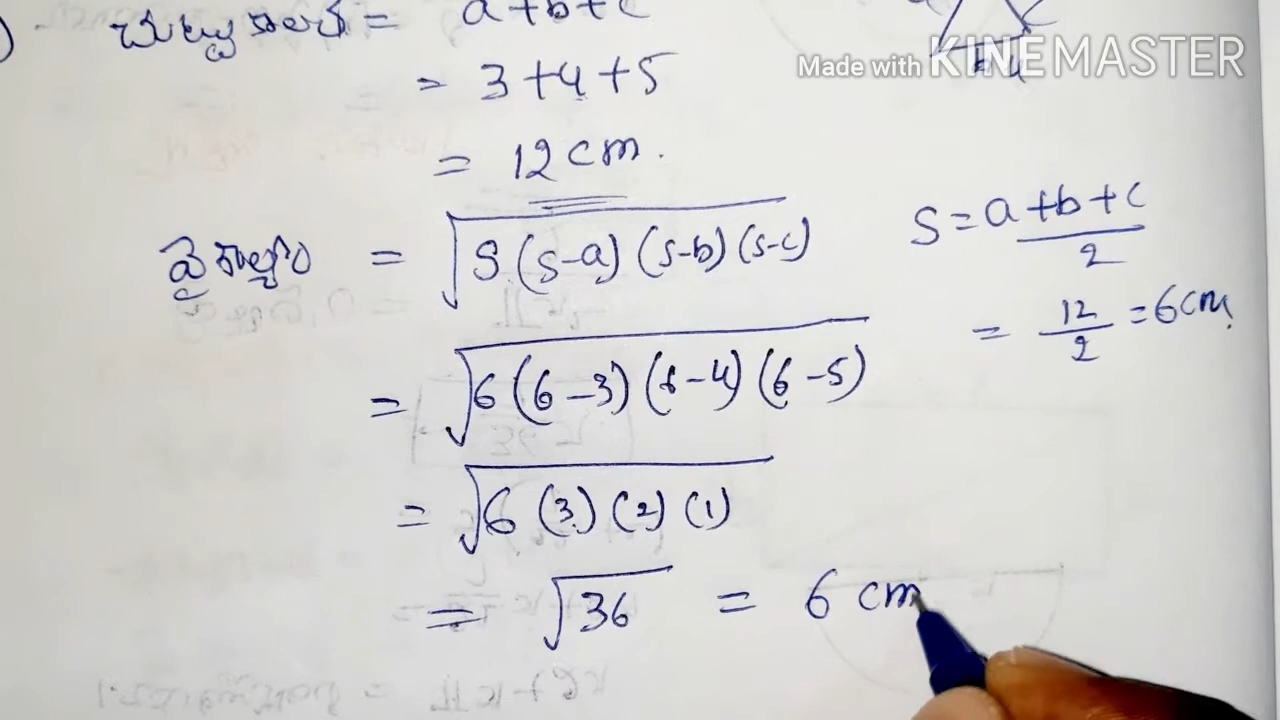 చుట్టుకొలత = a+b+c
Made with KINEMASTER
= 3+4+5
= 12 cm.
వైశాల్యం = √S(s-a)(s-b)(s-c)
S = a+b+c/2
= 12/2 = 6cm.
= √6(6-3)(6-4)(6-5)
= √6(3)(2)(1)
= √36 = 6 cm